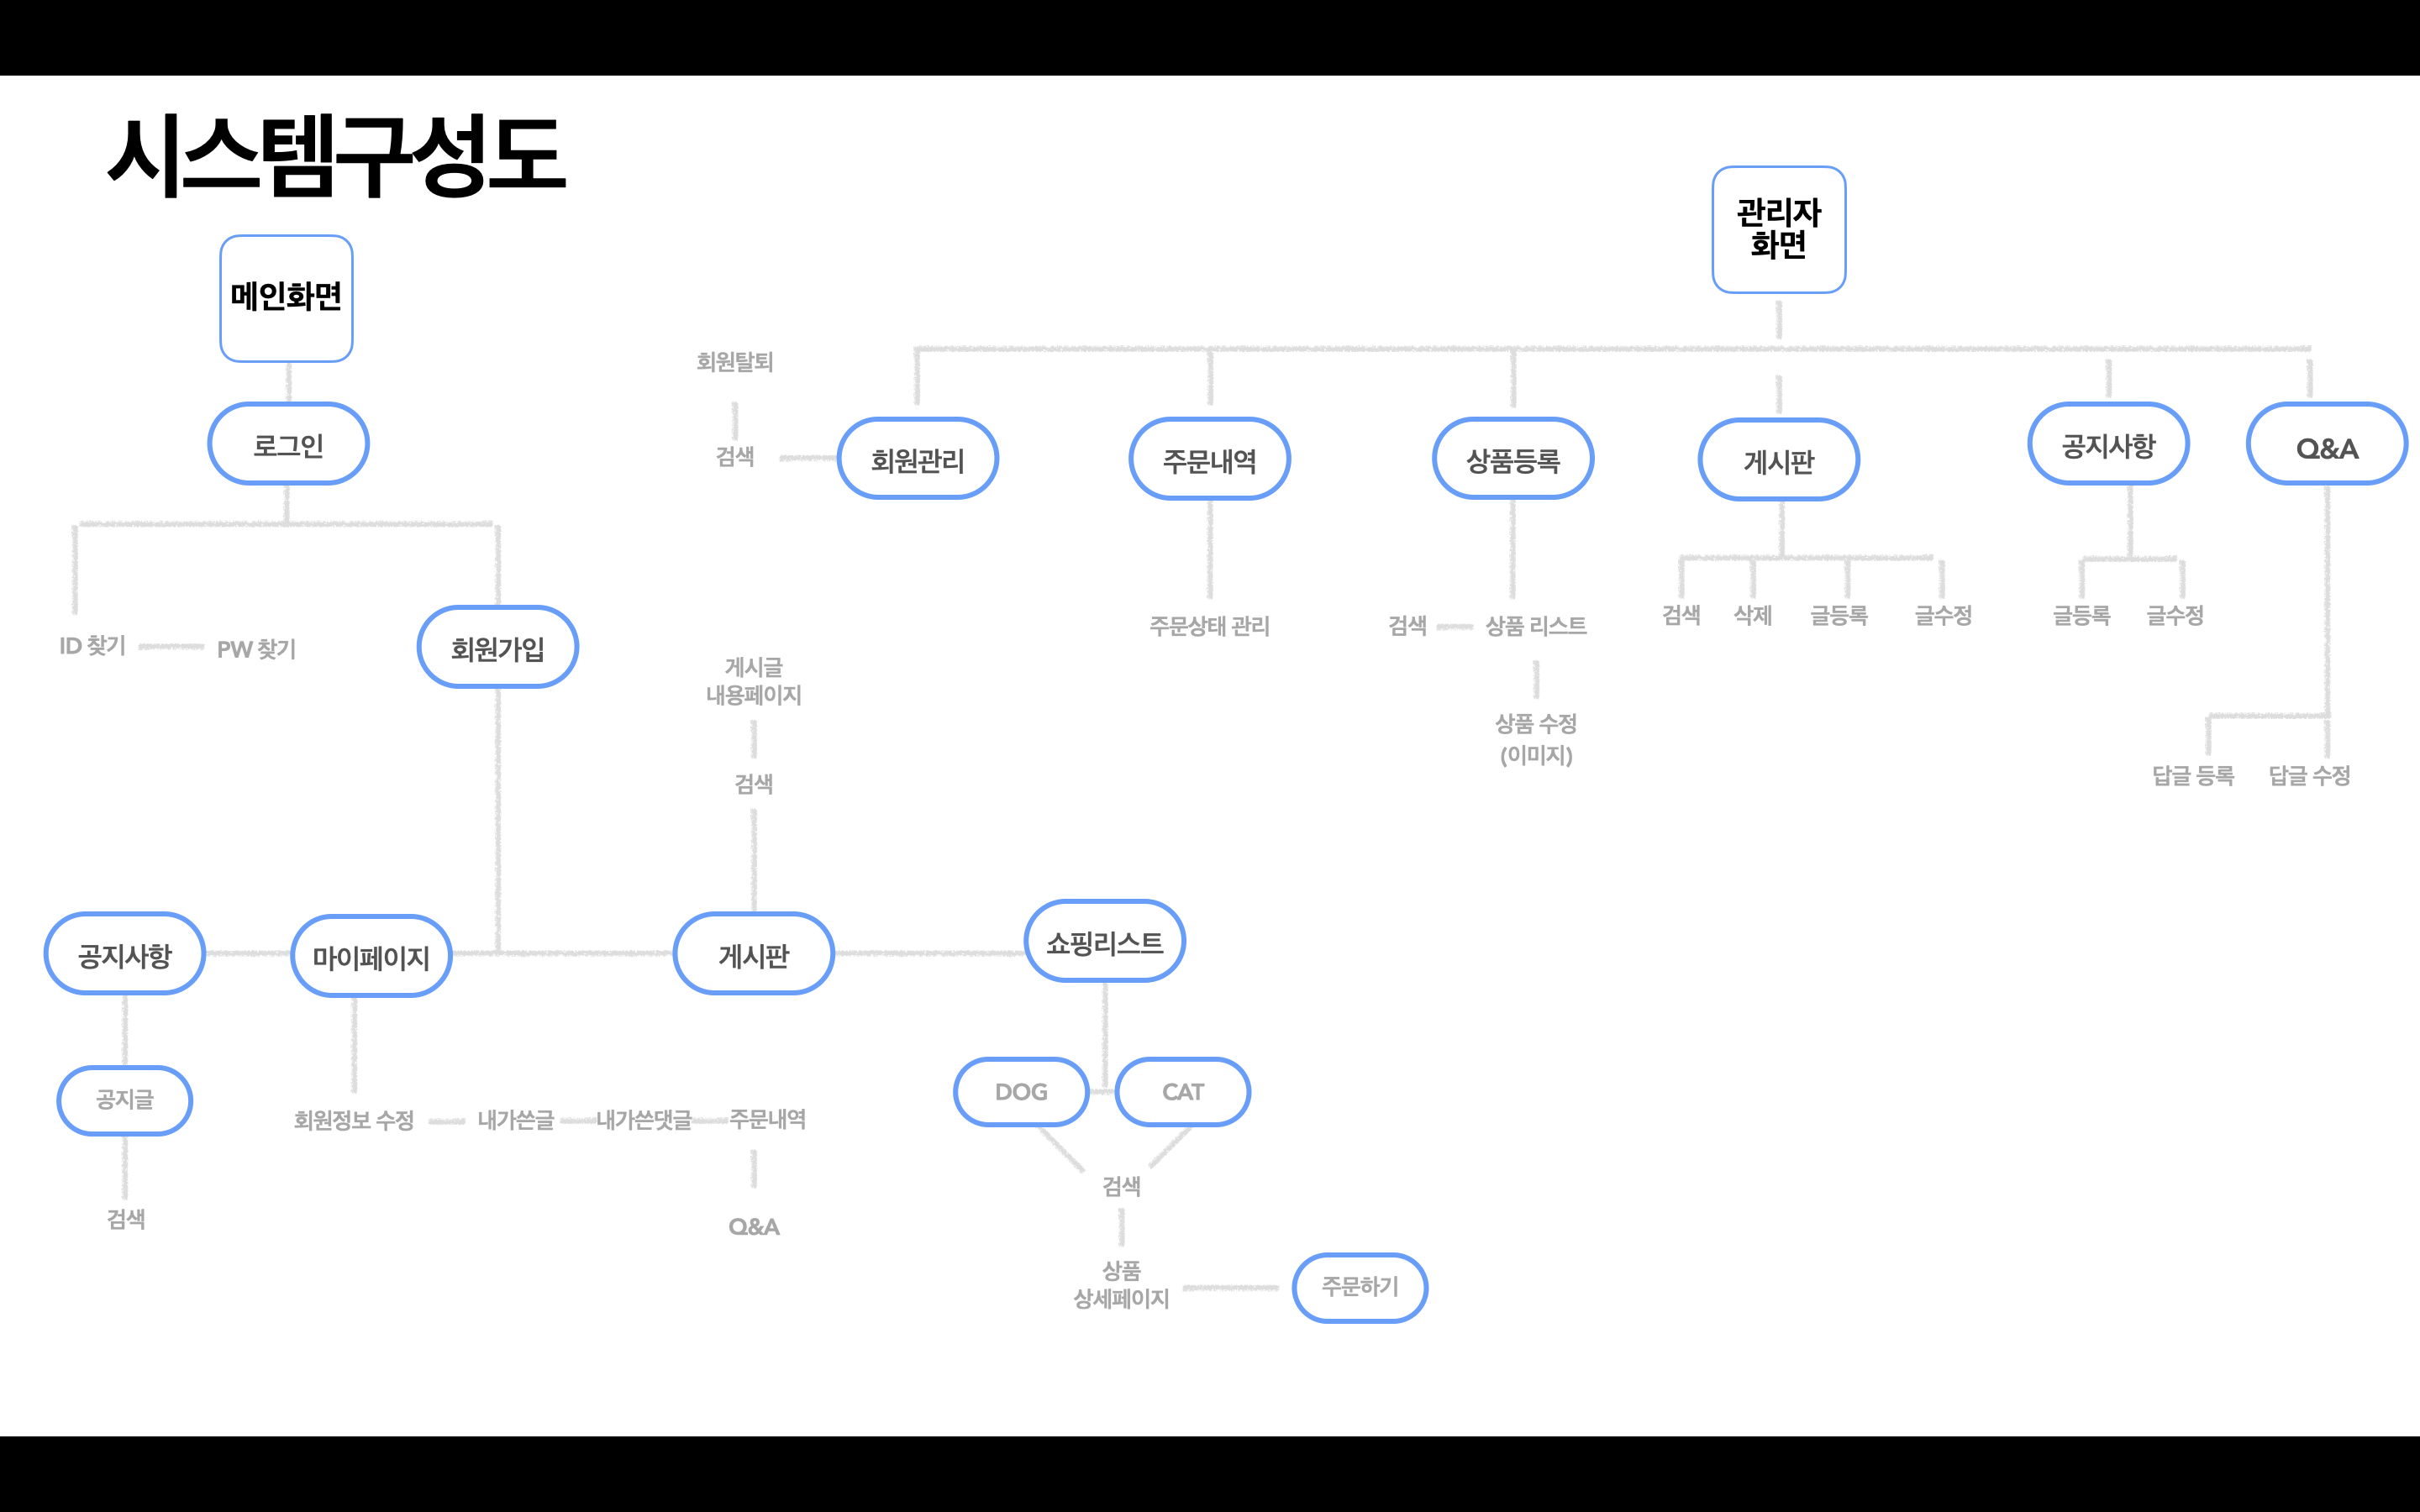 시스템구성도
관리자
화면
메인화면
회원탈퇴
로그인
검색
회원관리
주문내역
상품등록
게시판
공지사항
Q&A
ID 찾기
PW 찾기
회원가입
주문상태 관리
검색
상품 리스트
검색
삭제
글등록
글수정
글등록
글수정
게시글
내용페이지
상품 수정
(이미지)
검색
답글 등록
답글 수정
공지사항
마이페이지
게시판
쇼핑리스트
공지글
DOG
CAT
회원정보 수정
내가쓴글
내가쓴댓글
주문내역
검색
검색
Q&A
상품
상세페이지
주문하기